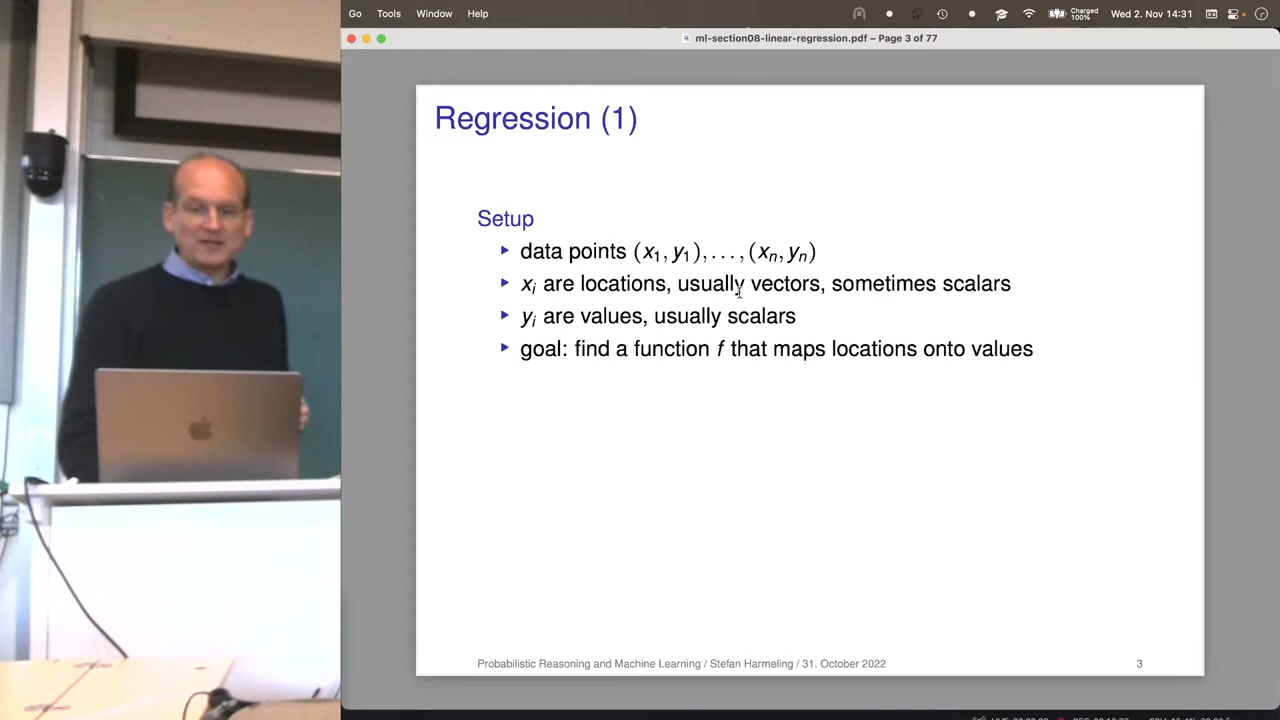 Go Tools Window Help Charged 100% Wed 2. Nov 14:31
ml-section08-linear-regression.pdf – Page 3 of 77
Regression (1)
Setup
data points (x₁, y₁), . . . , (xₙ, yₙ)
xᵢ are locations, usually vectors, sometimes scalars
yᵢ are values, usually scalars
goal: find a function f that maps locations onto values
Probabilistic Reasoning and Machine Learning / Stefan Harmeling / 31. October 2022 3